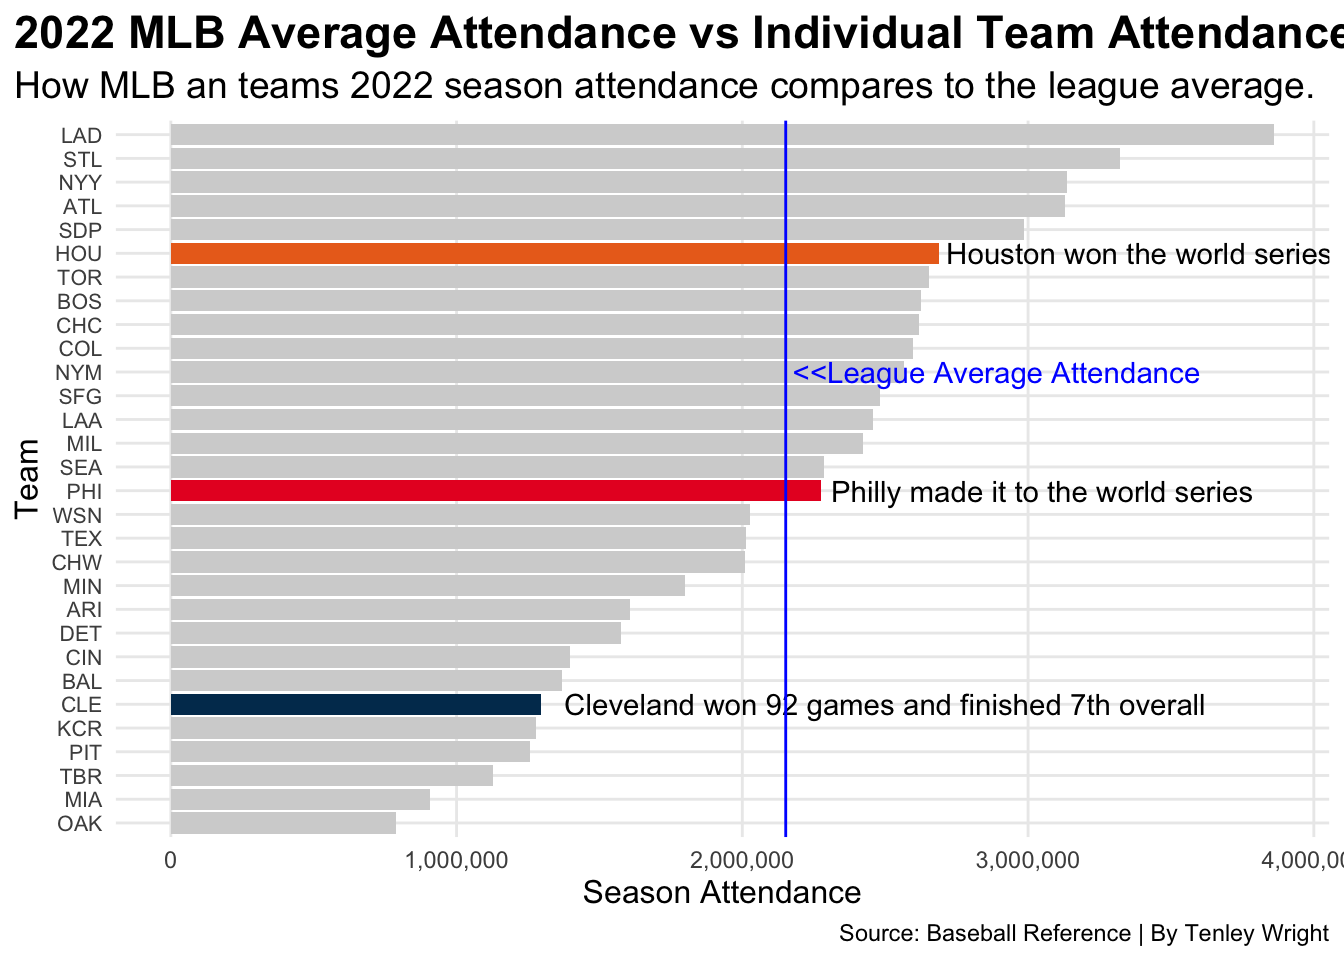 2022 MLB Average Attendance vs Individual Team Attendance
How MLB an teams 2022 season attendance compares to the league average.
LAD
STL
NYY
ATL
SDP
HOU Houston won the world series
TOR
BOS
CHC
COL
NYM <<League Average Attendance
SFG
LAA
MIL
SEA
PHI Philly made it to the world series
WSN
TEX
CHW
MIN
ARI
DET
CIN
BAL
CLE Cleveland won 92 games and finished 7th overall
KCR
PIT
TBR
MIA
OAK
Team
0 1,000,000 2,000,000 3,000,000 4,000,0
Season Attendance
Source: Baseball Reference | By Tenley Wright